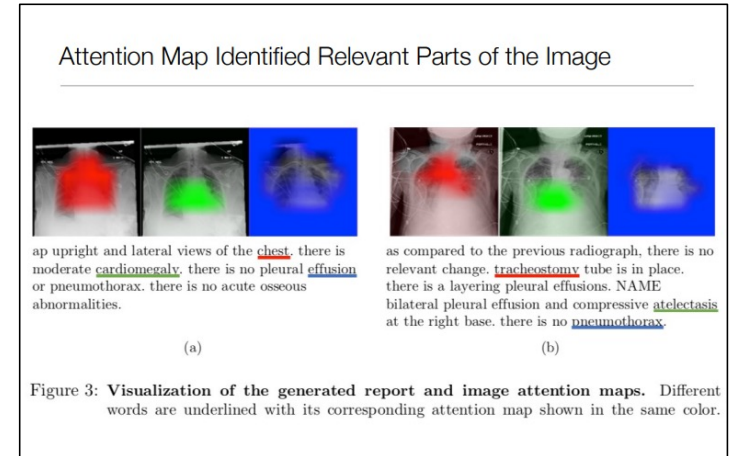 Attention Map Identified Relevant Parts of the Image
ap upright and lateral views of the chest. there is
moderate cardiomegaly. there is no pleural effusion
or pneumothorax. there is no acute osseous
abnormalities.
(a)
as compared to the previous radiograph, there is no
relevant change. tracheostomy tube is in place.
there is a layering pleural effusions. NAME
bilateral pleural effusion and compressive atelectasis
at the right base. there is no pneumothorax.
(b)
Figure 3: Visualization of the generated report and image attention maps. Different
words are underlined with its corresponding attention map shown in the same color.